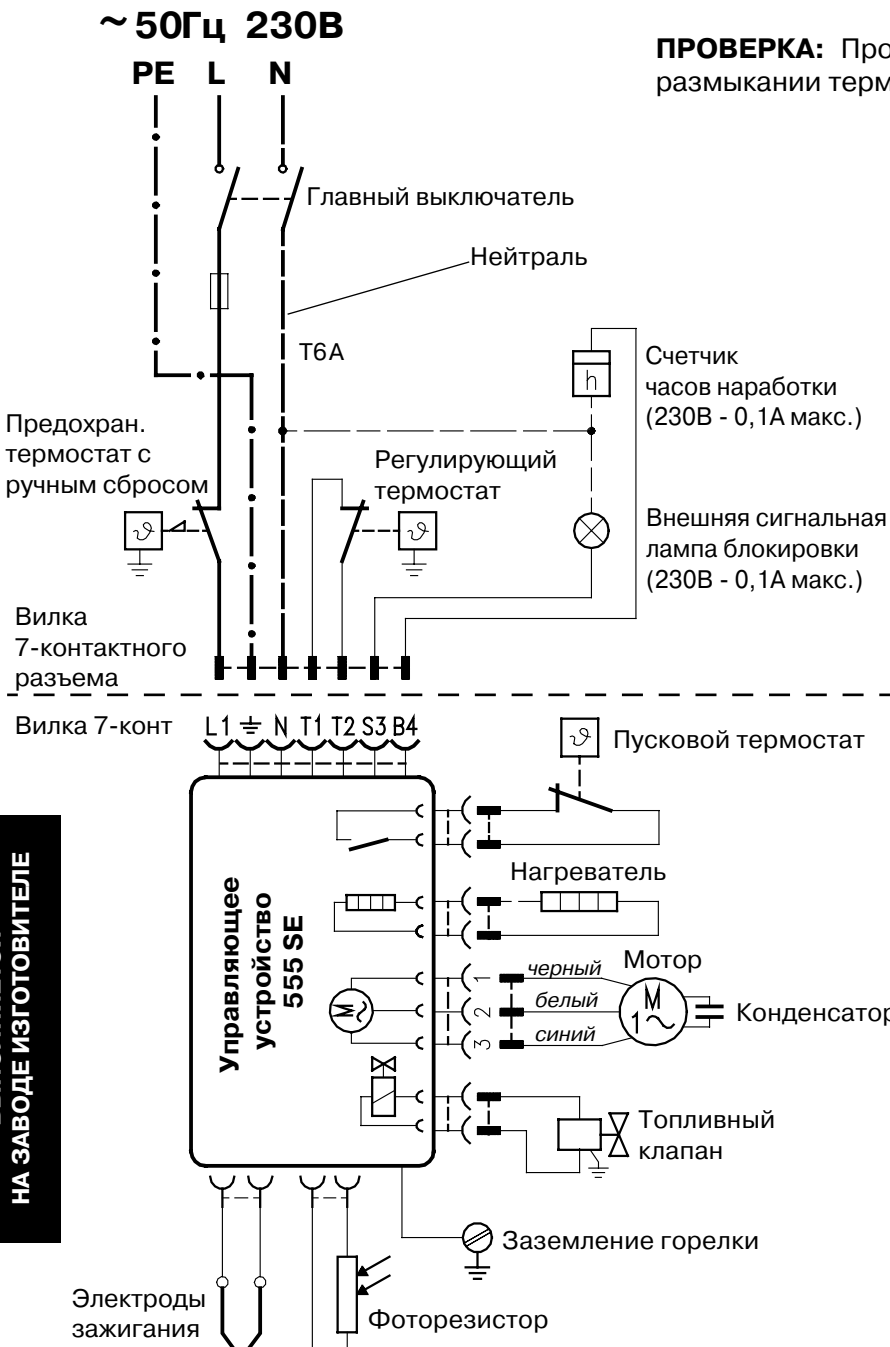 ~ 50Гц 230В
PE L N
ПРОВЕРКА:
размыкании
Главный выключатель
Нейтраль
T6A
Счетчик
часов наработки
(230В - 0,1А макс.)
h
Предохран.
термостат с
ручным сбросом
Регулирующий
термостат
ϑ
ϑ
Внешняя сигнальная
лампа блокировки
(230В - 0,1А макс.)
Вилка
7-контактного
разъема
Вилка 7-конт
L1 N T1 T2 S3 B4
ϑ
Пусковой термостат
Нагреватель
Управляющее
устройство
555 SE
НА ЗАВОДЕ ИЗГОТОВИТЕЛЕ
M~
1 черный
2 белый
3 синий
Мотор
M
1~
Конденсатор
Топливный
клапан
Заземление горелки
Электроды
зажигания
Фоторезистор